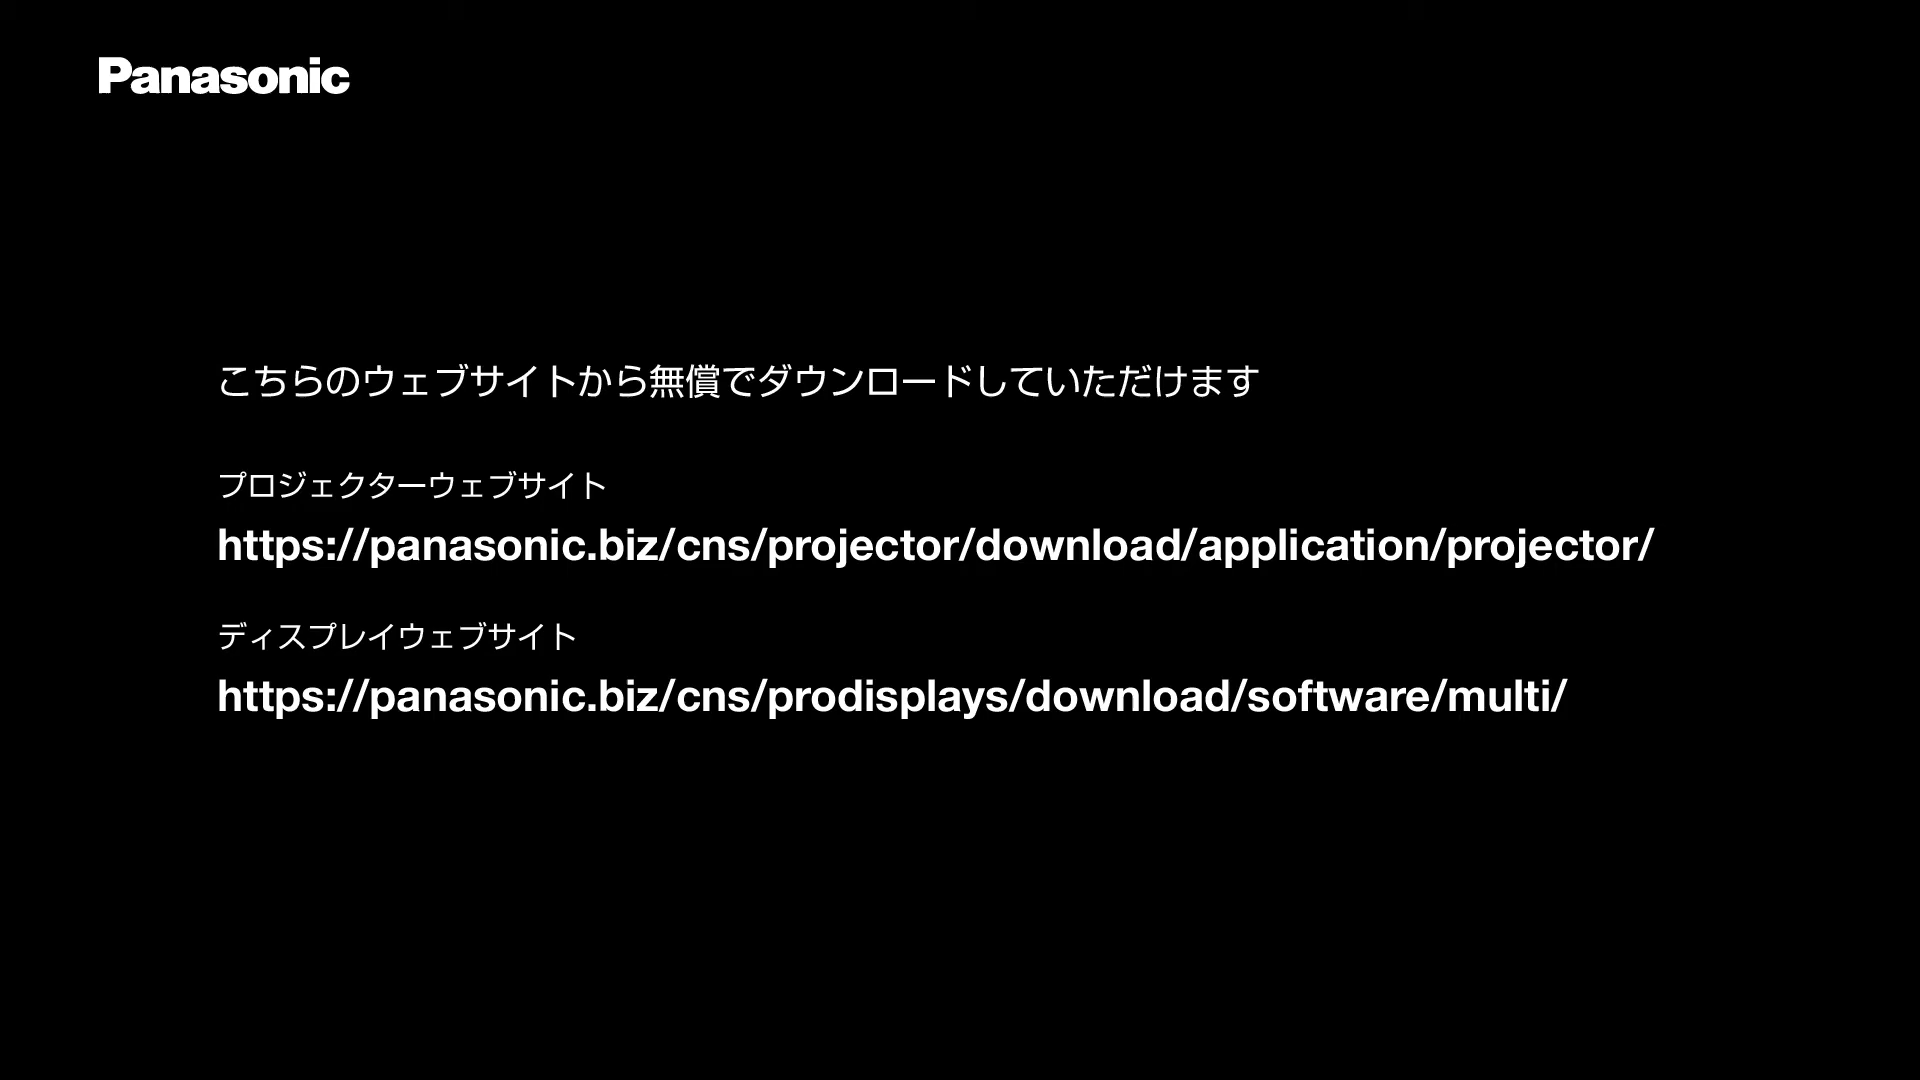 Panasonic
こちらのウェブサイトから無償でダウンロードしていただけます
プロジェクターウェブサイト
https://panasonic.biz/cns/projector/download/application/projector/
ディスプレイウェブサイト
https://panasonic.biz/cns/prodisplays/download/software/multi/